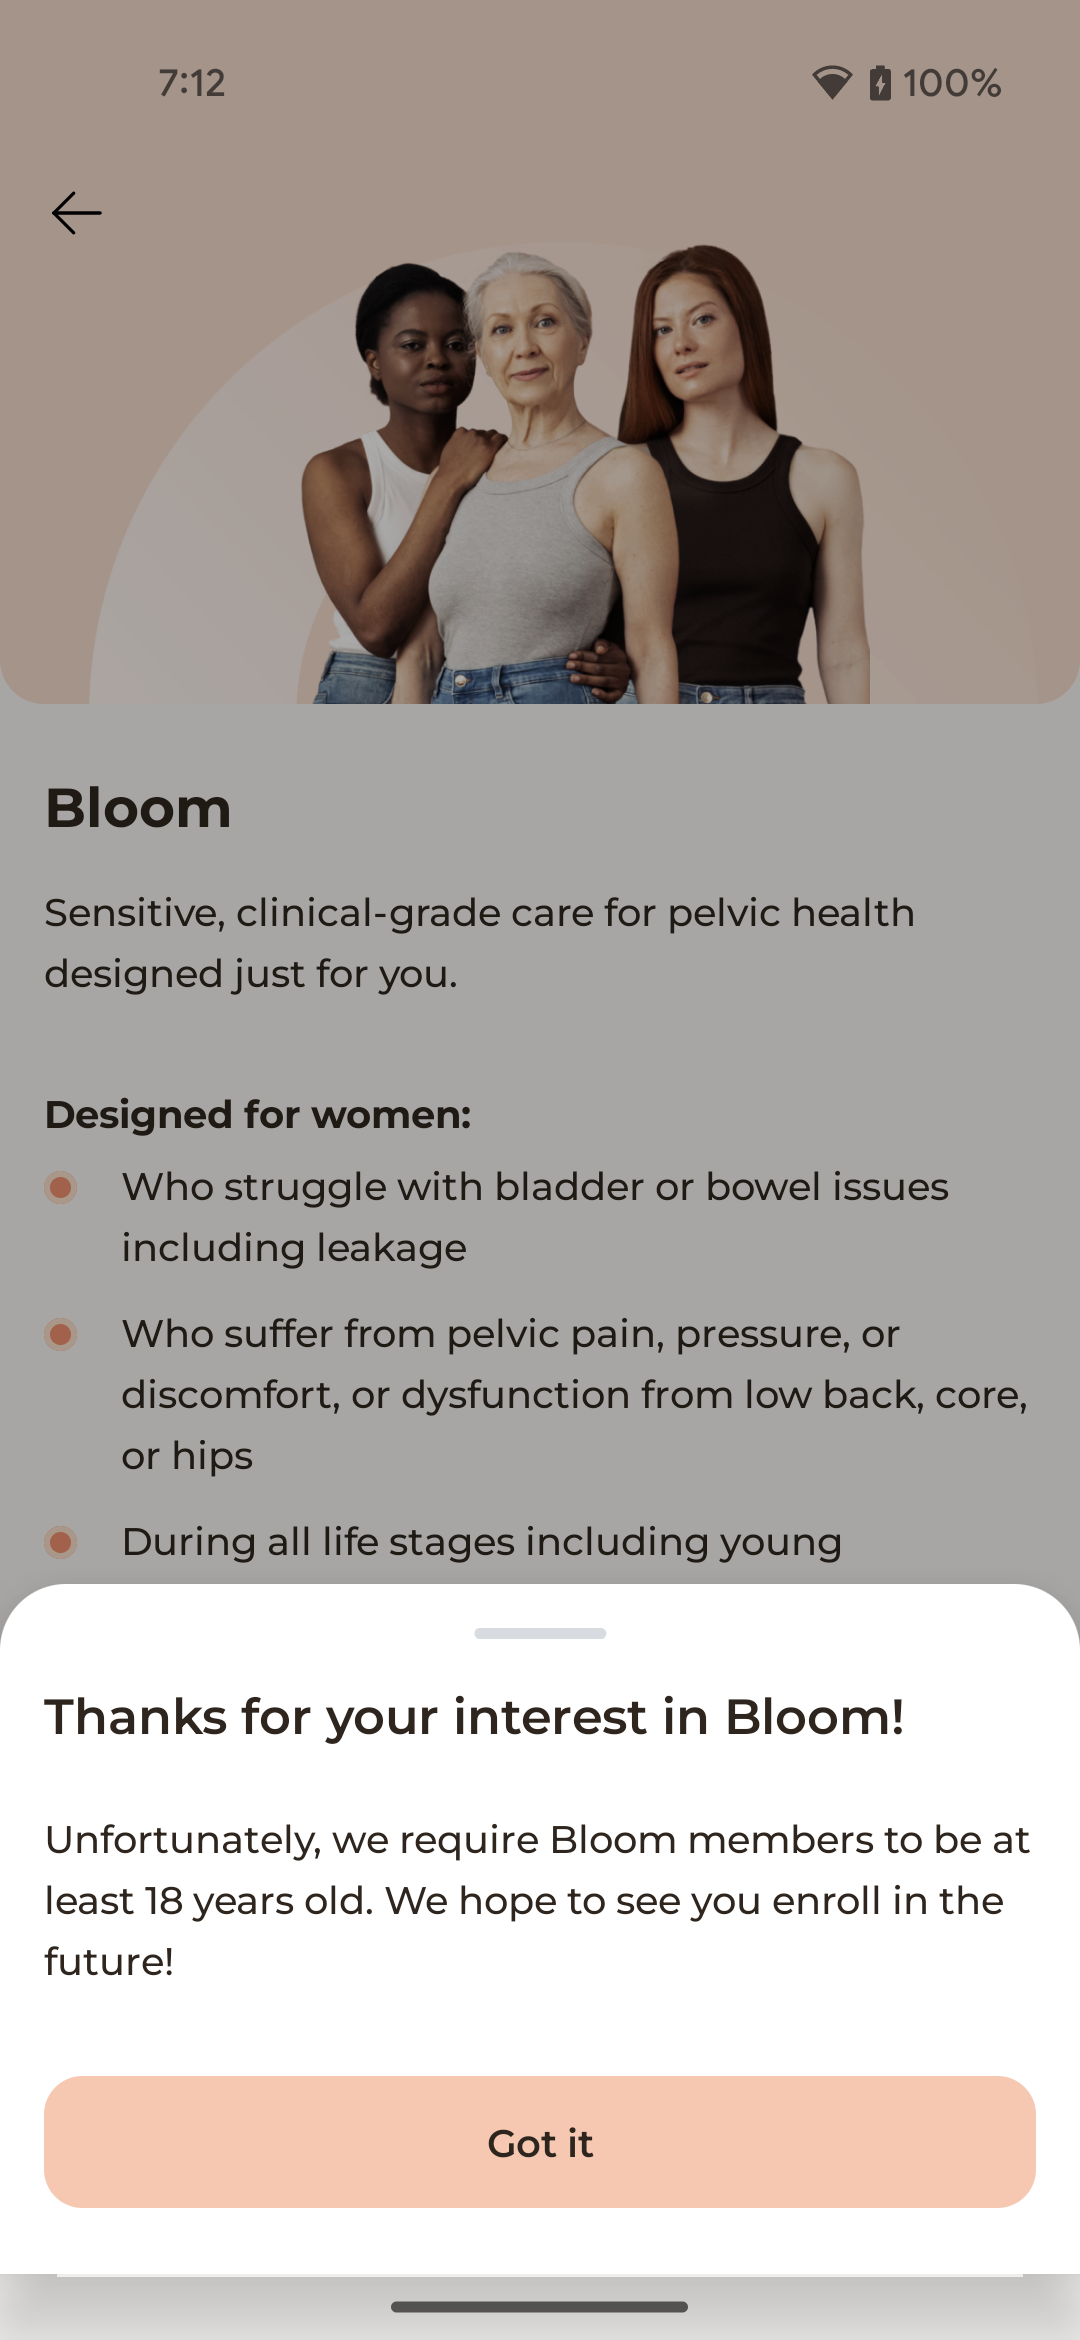 7:12
100%
Bloom
Sensitive, clinical-grade care for pelvic health
designed just for you.
Designed for women:
Who struggle with bladder or bowel issues
including leakage
Who suffer from pelvic pain, pressure, or
discomfort, or dysfunction from low back, core,
or hips
During all life stages including young
Thanks for your interest in Bloom!
Unfortunately, we require Bloom members to be at
least 18 years old. We hope to see you enroll in the
future!
Got it